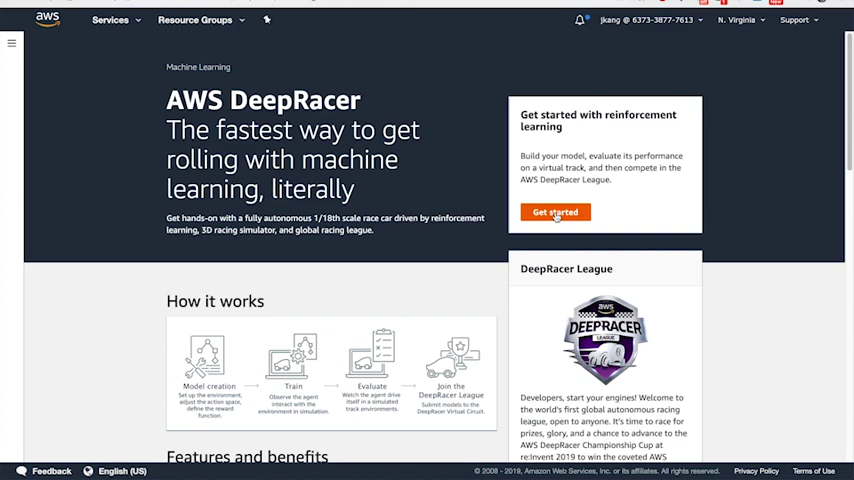 aws
Services
Resource Groups
jkang @ 6373-3877-7613
N. Virginia
Support
Machine Learning
AWS DeepRacer
The fastest way to get
rolling with machine
learning, literally
Get hands-on with a fully autonomous 1/18th scale race car driven by reinforcement
learning, 3D racing simulator, and global racing league.
Get started with reinforcement
learning
Build your model, evaluate its performance
on a virtual track, and then compete in the
AWS DeepRacer League.
Get started
DeepRacer League
aws
DEEPRACER
LEAGUE
Developers, start your engines! Welcome to
the world's first global autonomous racing
league, open to anyone. It's time to race for
prizes, glory, and a chance to advance to the
AWS DeepRacer Championship Cup at
re:Invent 2019 to win the coveted AWS
How it works
Model creation
Set up the environment,
adjust the action space,
define the reward
function.
Train
Observe the agent
interact with the
environment in simulation.
Evaluate
Watch the agent drive
itself in a simulated
track environments.
Join the
DeepRacer League
Submit models to the
DeepRacer Virtual Circuit.
Features and benefits
Feedback
English (US)
© 2008 - 2019, Amazon Web Services, Inc. or its affiliates. All rights reserved.
Privacy Policy
Terms of Use